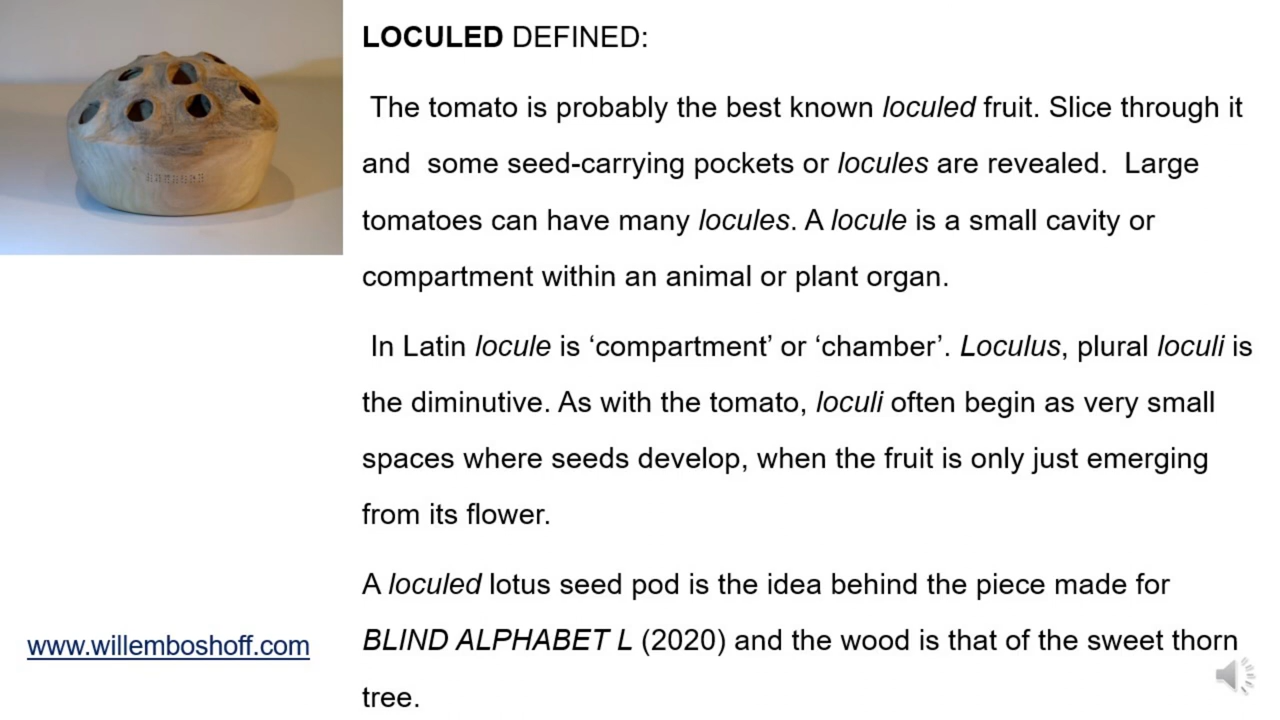 LOCULED DEFINED:
The tomato is probably the best known loculed fruit. Slice through it
and some seed-carrying pockets or locules are revealed. Large
tomatoes can have many locules. A locule is a small cavity or
compartment within an animal or plant organ.
In Latin locule is ‘compartment’ or ‘chamber’. Loculus, plural loculi is
the diminutive. As with the tomato, loculi often begin as very small
spaces where seeds develop, when the fruit is only just emerging
from its flower.
A loculed lotus seed pod is the idea behind the piece made for
BLIND ALPHABET L (2020) and the wood is that of the sweet thorn
tree.
www.willemboshoff.com